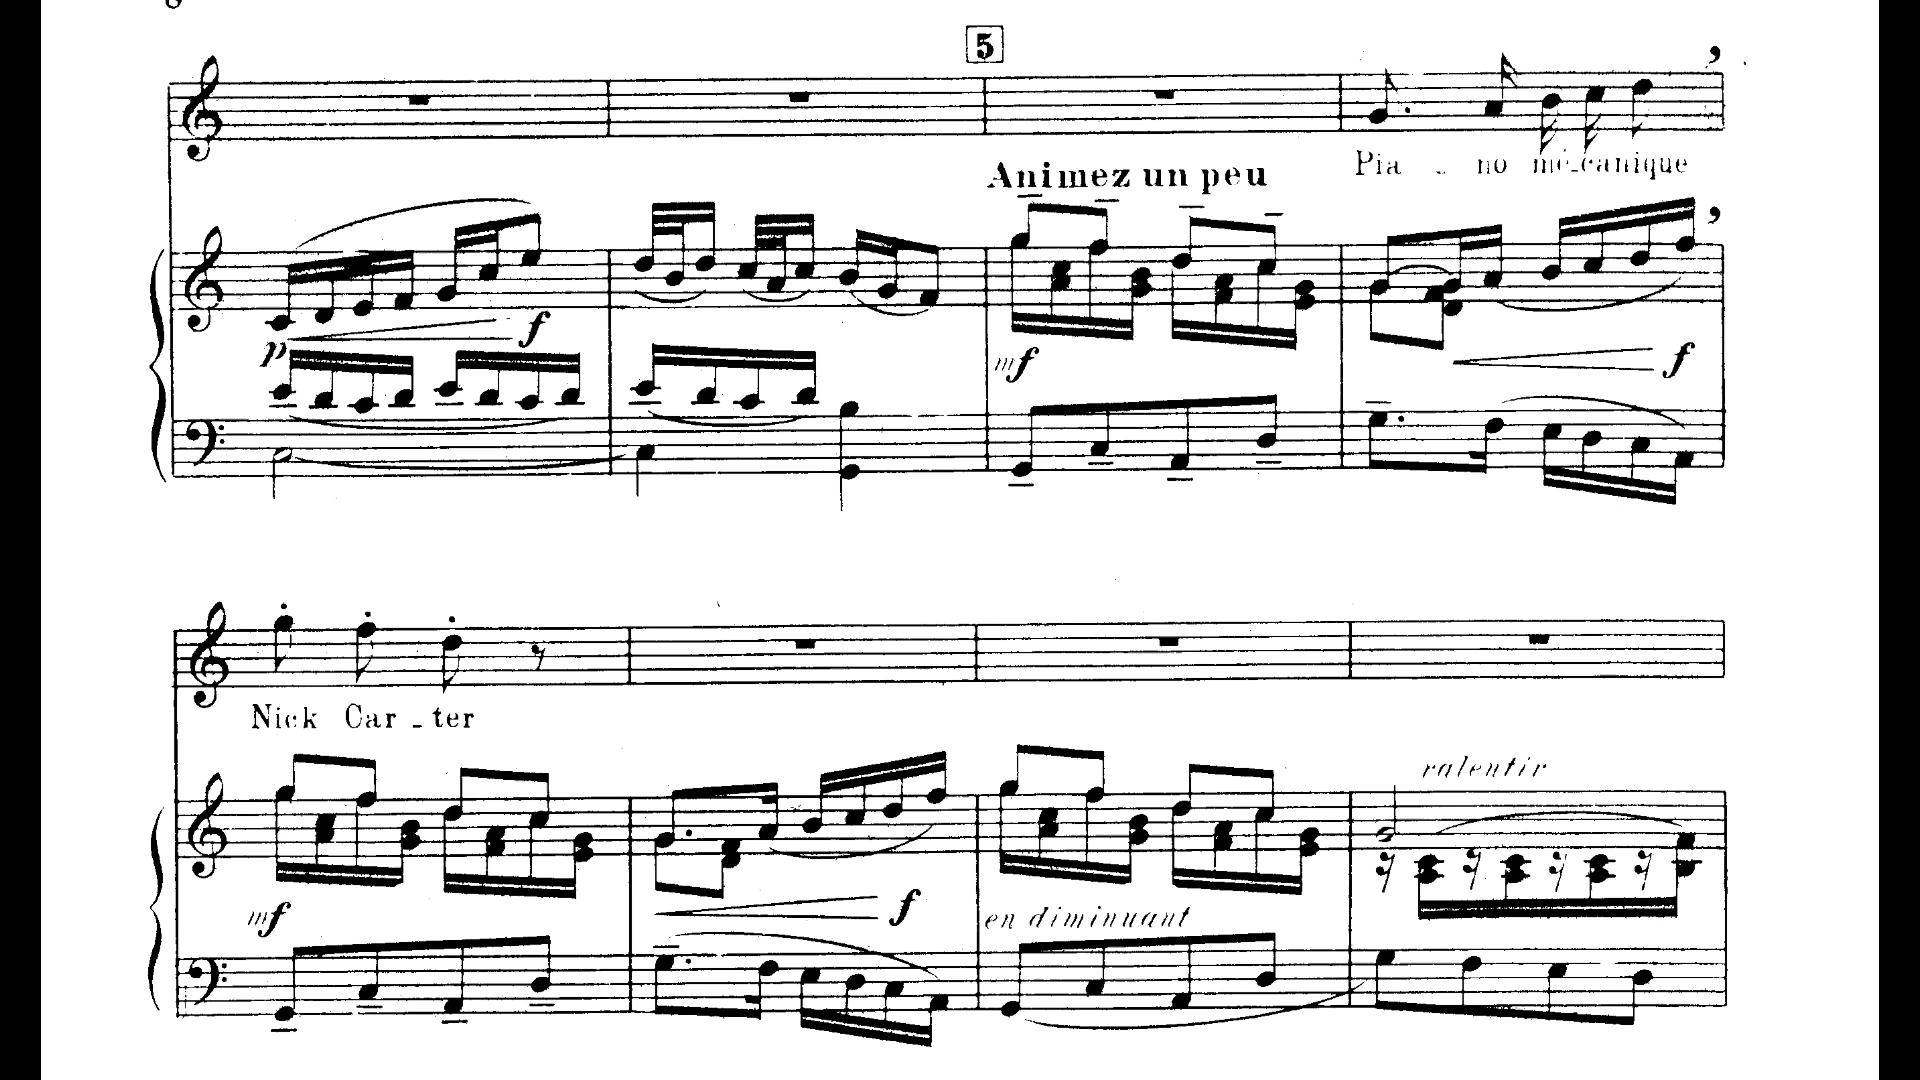 5
Animez un peu
Pia - no mé-canique
p f mf f
Nick Car - ter
ralentir
mf f en diminuant